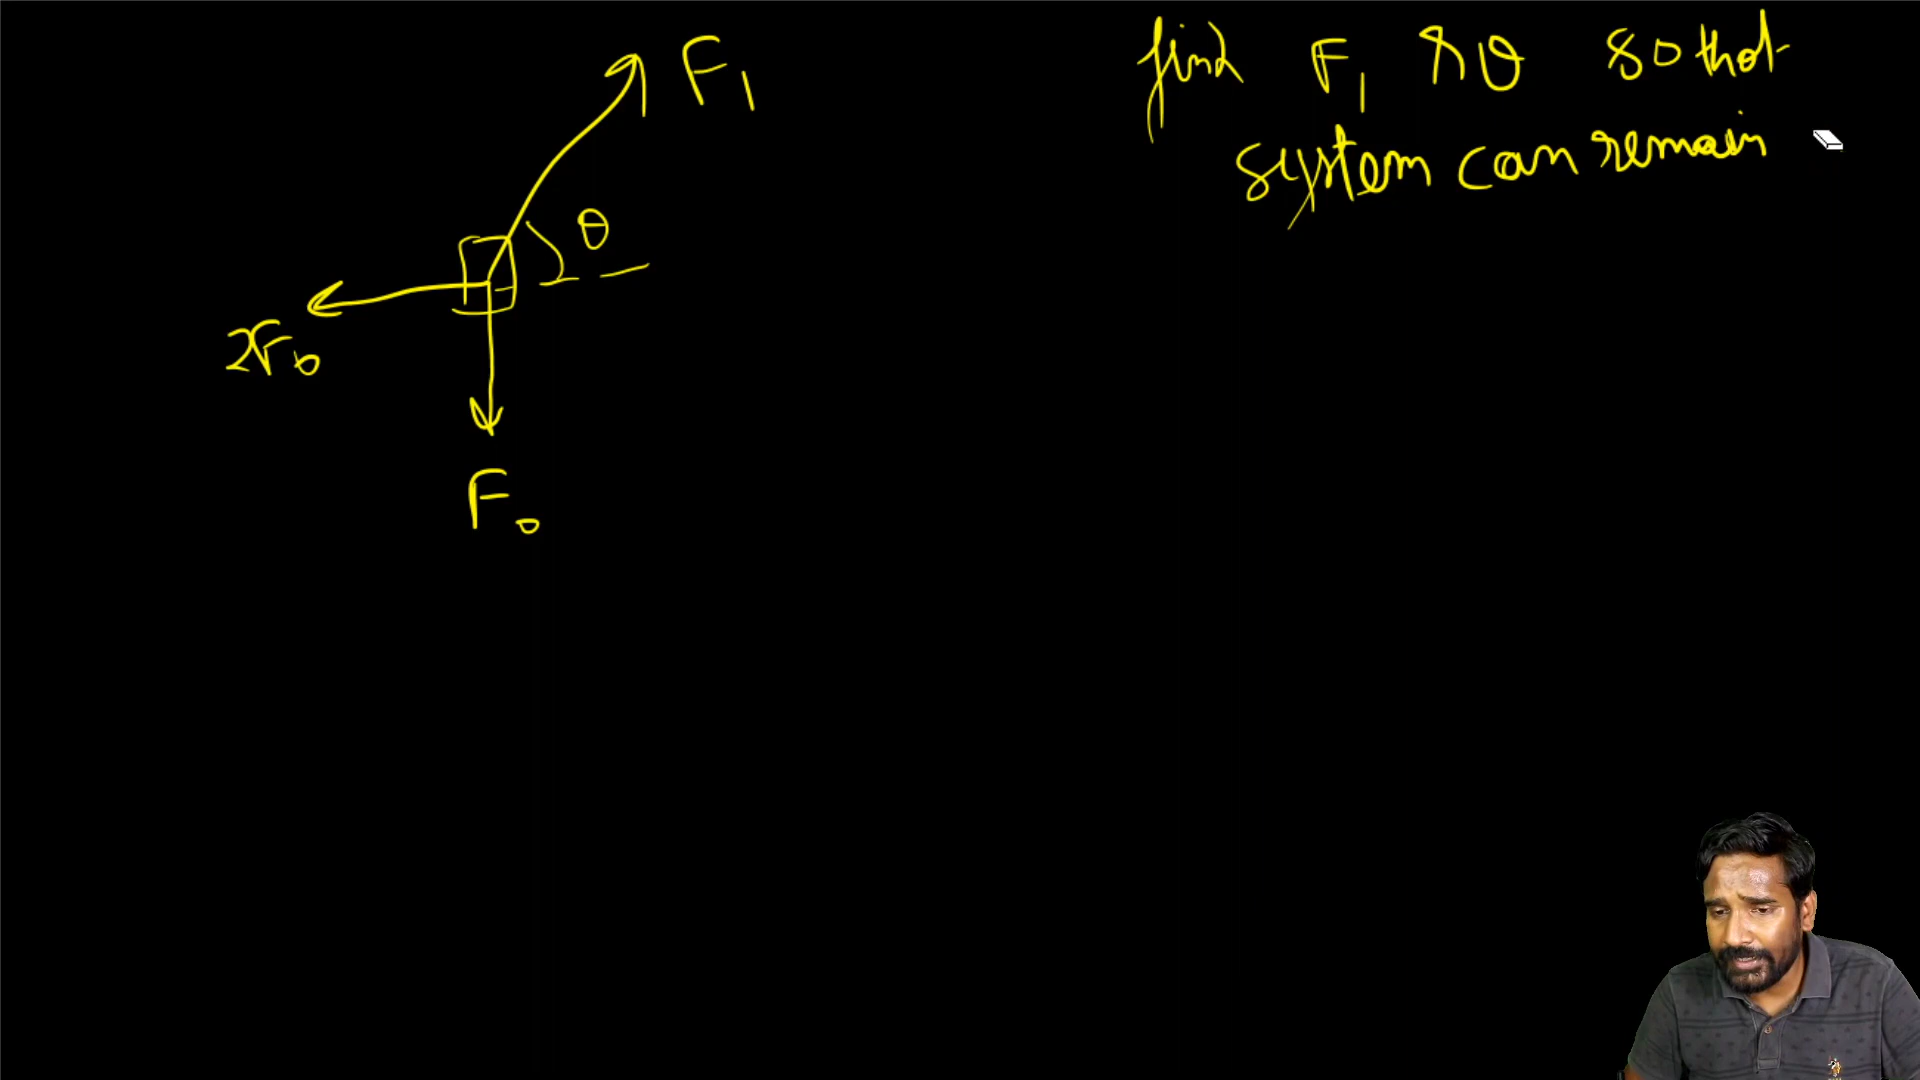 F₁
find F₁ & θ so that
system can remain
θ
2F₀
F₀